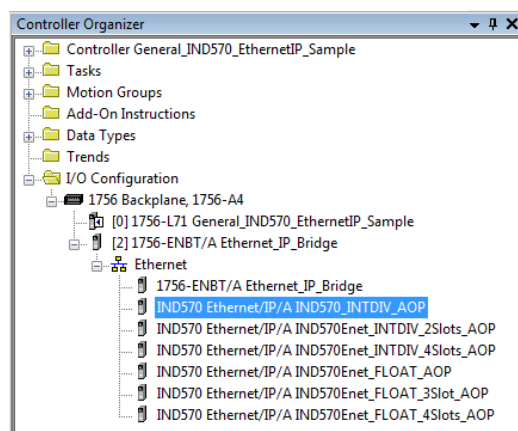 Controller Organizer
Controller General_IND570_EthernetIP_Sample
Tasks
Motion Groups
Add-On Instructions
Data Types
Trends
I/O Configuration
1756 Backplane, 1756-A4
[0] 1756-L71 General_IND570_EthernetIP_Sample
[2] 1756-ENBT/A Ethernet_IP_Bridge
Ethernet
1756-ENBT/A Ethernet_IP_Bridge
IND570 Ethernet/IP/A IND570_INTDIV_AOP
IND570 Ethernet/IP/A IND570Enet_INTDIV_2Slots_AOP
IND570 Ethernet/IP/A IND570Enet_INTDIV_4Slots_AOP
IND570 Ethernet/IP/A IND570Enet_FLOAT_AOP
IND570 Ethernet/IP/A IND570Enet_FLOAT_3Slot_AOP
IND570 Ethernet/IP/A IND570Enet_FLOAT_4Slots_AOP